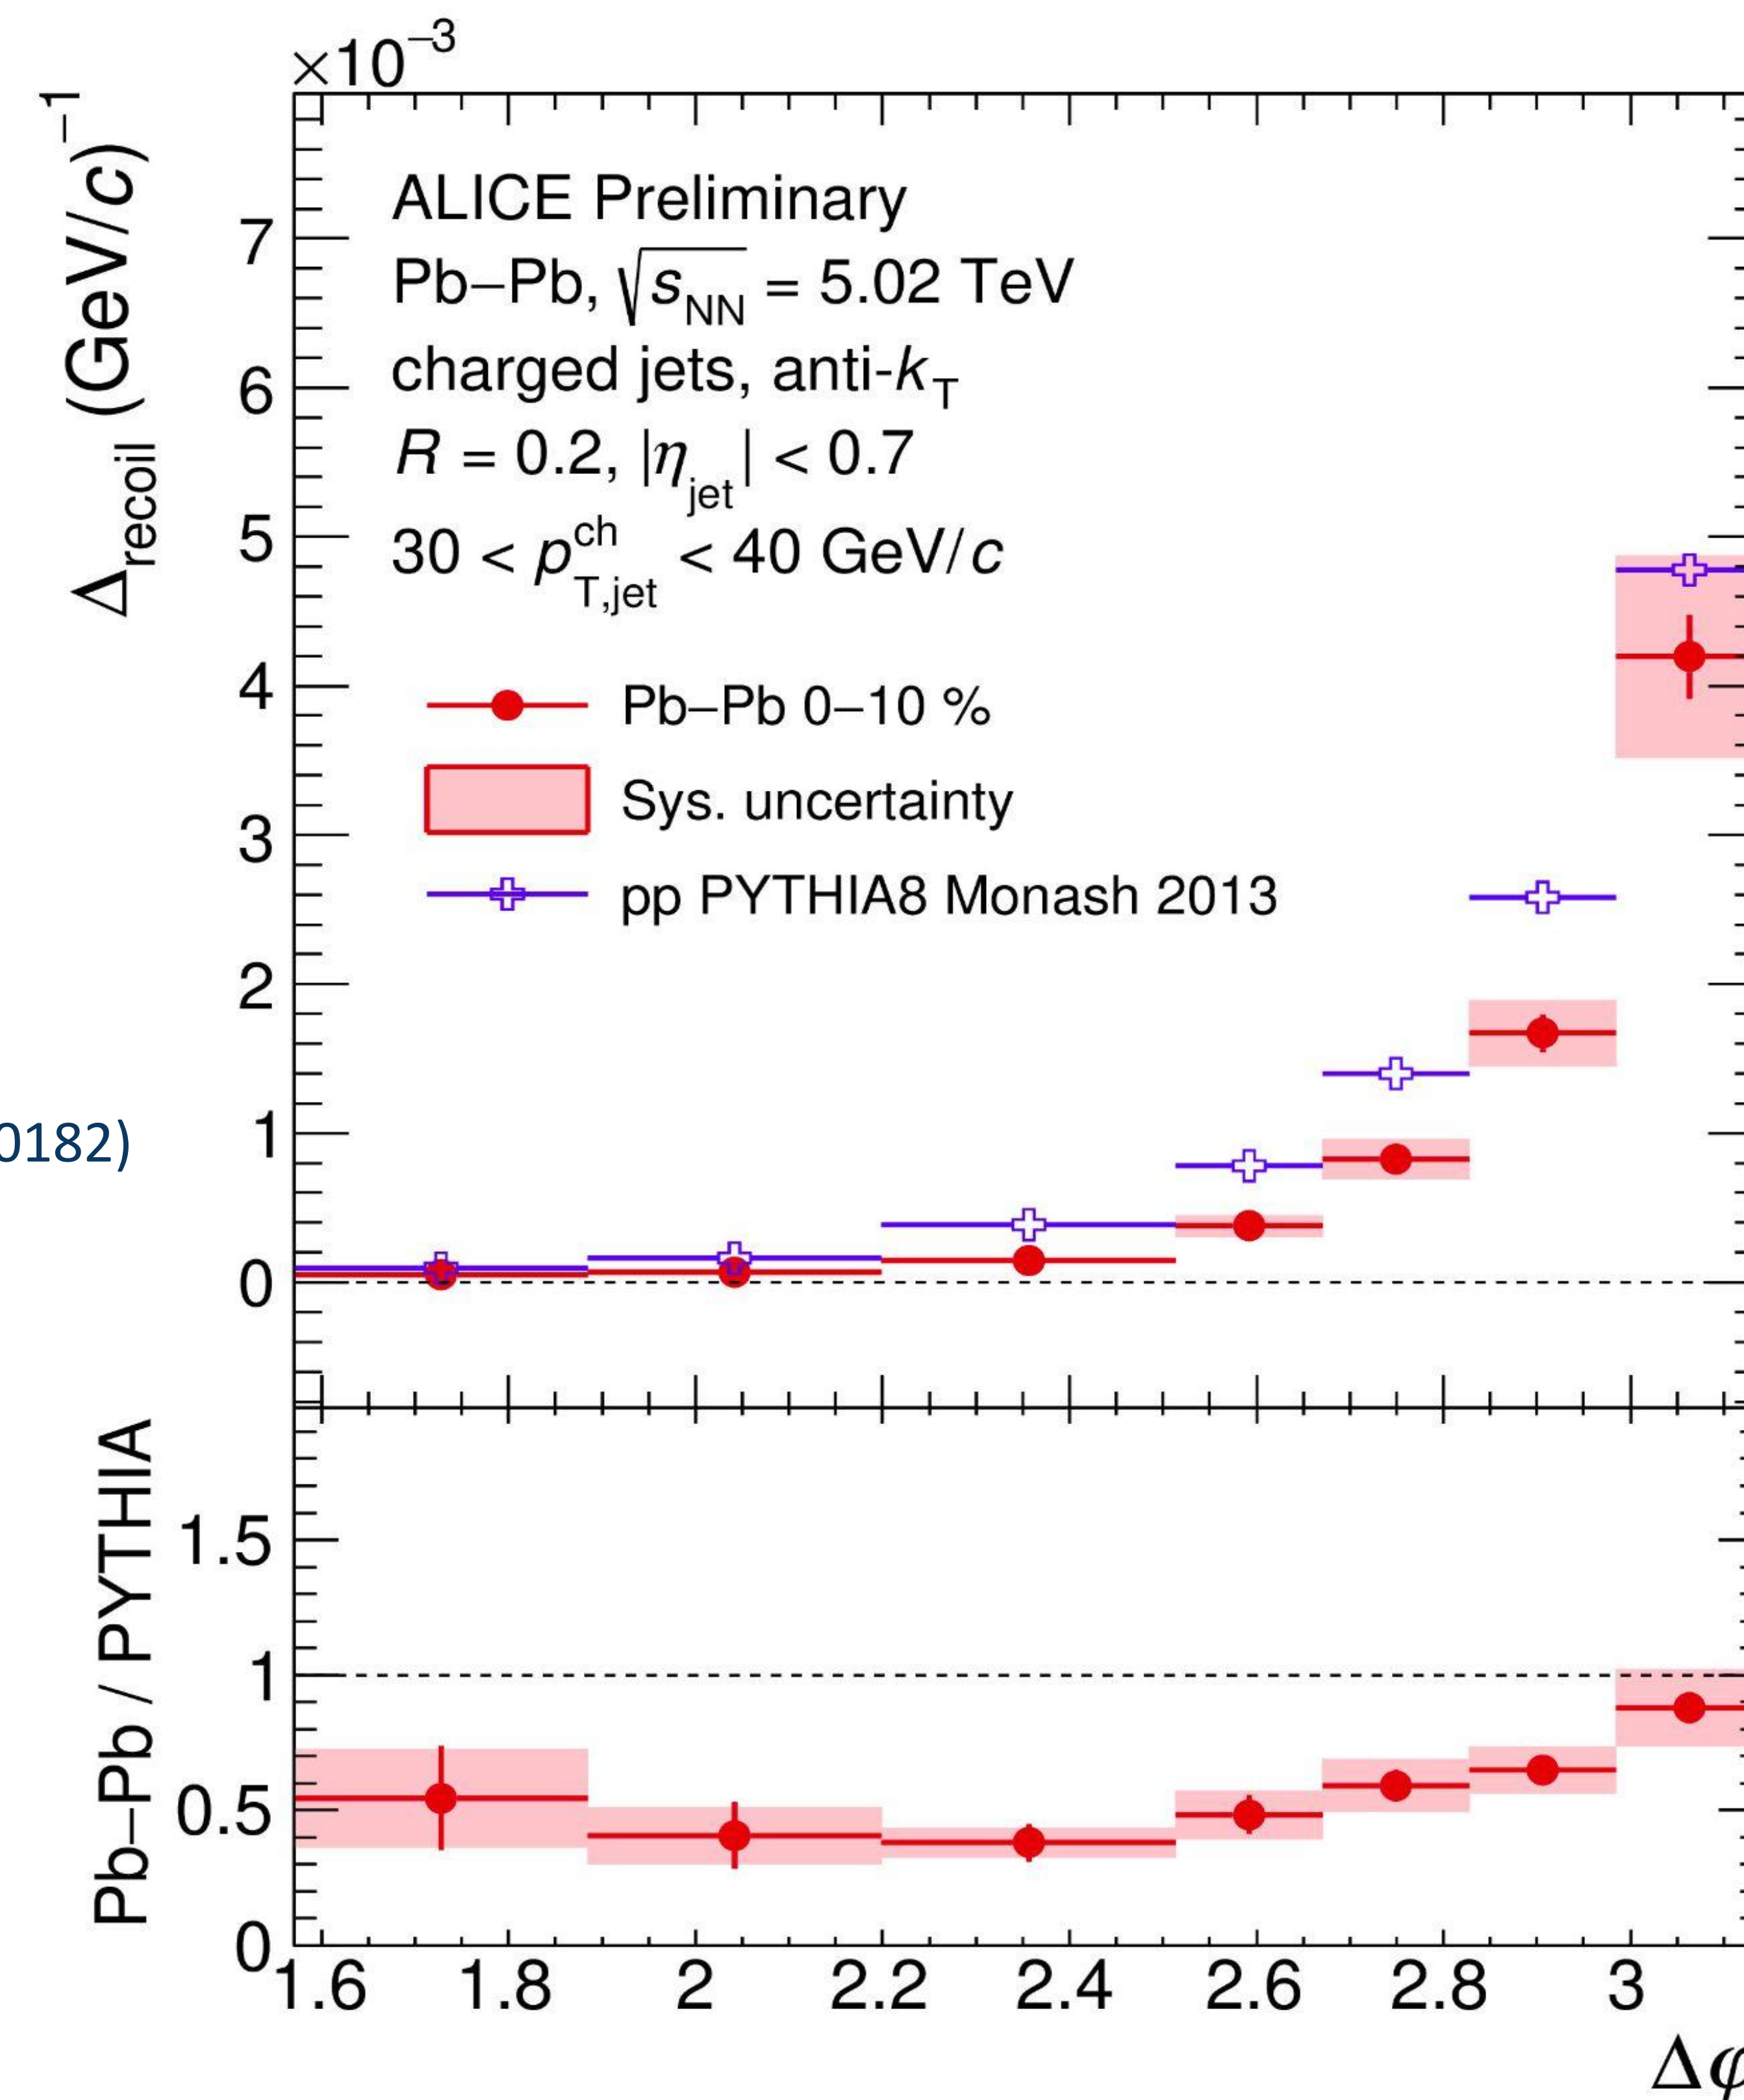 ×10⁻³
Δrecoil (GeV/c)⁻¹
7
6
5
4
3
2
1
0
ALICE Preliminary
Pb–Pb, √sNN = 5.02 TeV
charged jets, anti-kT
R = 0.2, |ηjet| < 0.7
30 < p^ch T,jet < 40 GeV/c
Pb–Pb 0–10 %
Sys. uncertainty
pp PYTHIA8 Monash 2013
0182)
Pb–Pb / PYTHIA
1.5
1
0.5
0
1.6 1.8 2 2.2 2.4 2.6 2.8 3
Δφ